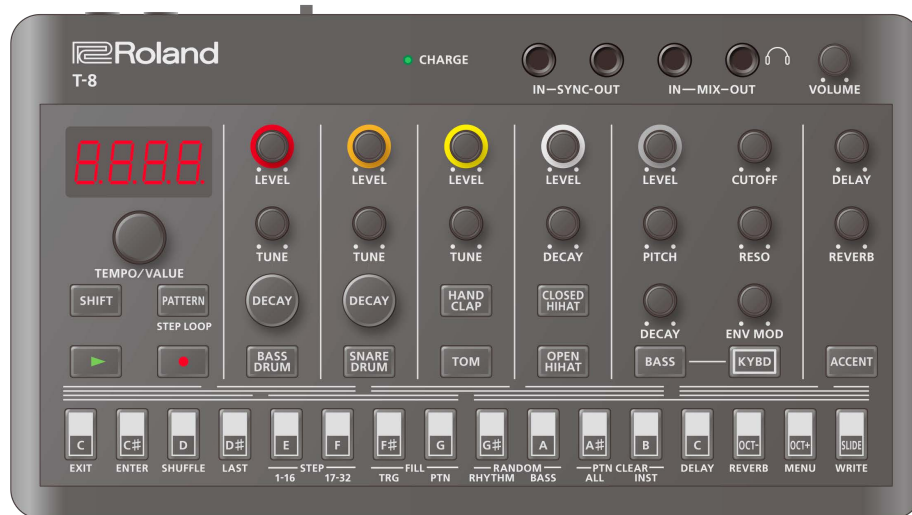 Roland
T-8
CHARGE
IN-SYNC-OUT
IN-MIX-OUT
VOLUME
8.8.8.8.
LEVEL
LEVEL
LEVEL
LEVEL
LEVEL
CUTOFF
DELAY
TEMPO/VALUE
TUNE
TUNE
TUNE
DECAY
PITCH
RESO
REVERB
SHIFT
PATTERN
STEP LOOP
DECAY
DECAY
HAND
CLAP
CLOSED
HIHAT
DECAY
ENV MOD
BASS
DRUM
SNARE
DRUM
TOM
OPEN
HIHAT
BASS
KYBD
ACCENT
C
C#
D
D#
E
F
F#
G
G#
A
A#
B
C
OCT-
OCT+
SLIDE
EXIT
ENTER
SHUFFLE
LAST
STEP
1-16
17-32
FILL
TRG
PTN
RANDOM
RHYTHM
BASS
PTN CLEAR
ALL
INST
DELAY
REVERB
MENU
WRITE